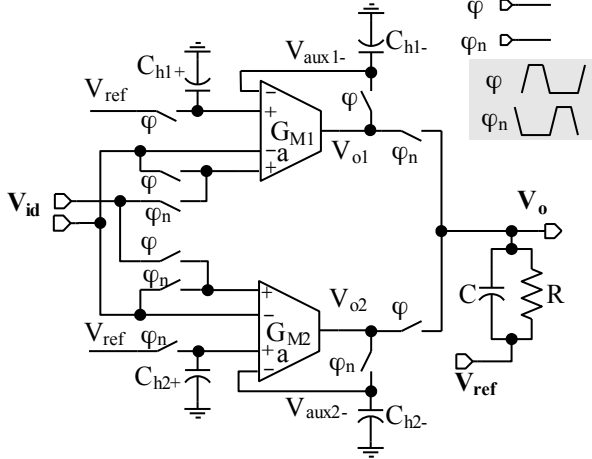 φ
φn
φ
φn
Vaux1-
Ch1-
Ch1+
Vref
φ
−
+
GM1
φ
−
a
+
Vo1
φn
φ
Vid
φn
Vo
φ
φn
C
R
+
−
GM2
Vo2
φ
Vref
φn
+
a
−
φn
Vref
Ch2+
Vaux2-
Ch2-